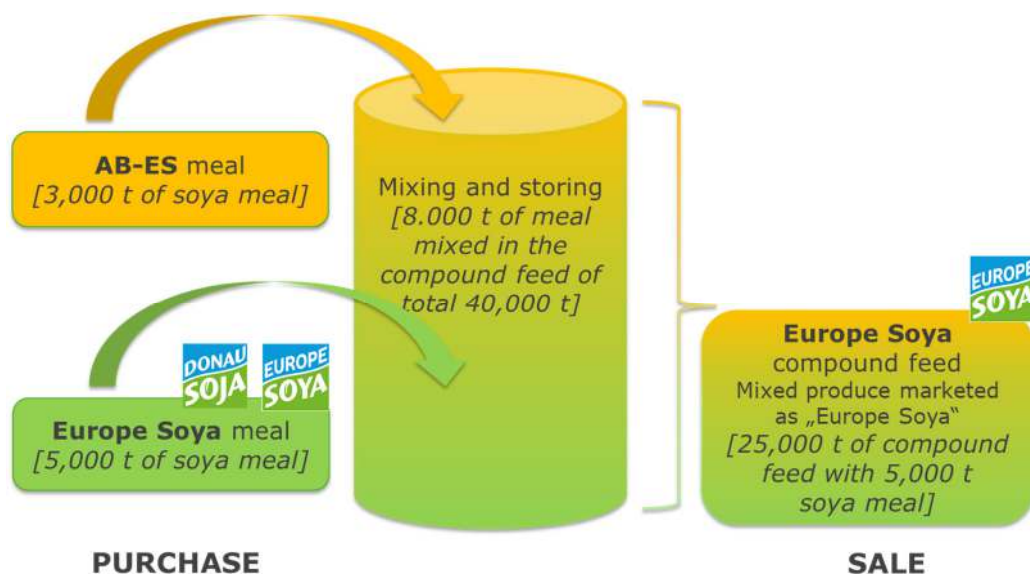 AB-ES meal
[3,000 t of soya meal]
Mixing and storing
[8.000 t of meal
mixed in the
compound feed of
total 40,000 t]
DONAU
SOJA
EUROPE
SOYA
Europe Soya meal
[5,000 t of soya meal]
EUROPE
SOYA
Europe Soya
compound feed
Mixed produce marketed
as „Europe Soya“
[25,000 t of compound
feed with 5,000 t
soya meal]
PURCHASE
SALE